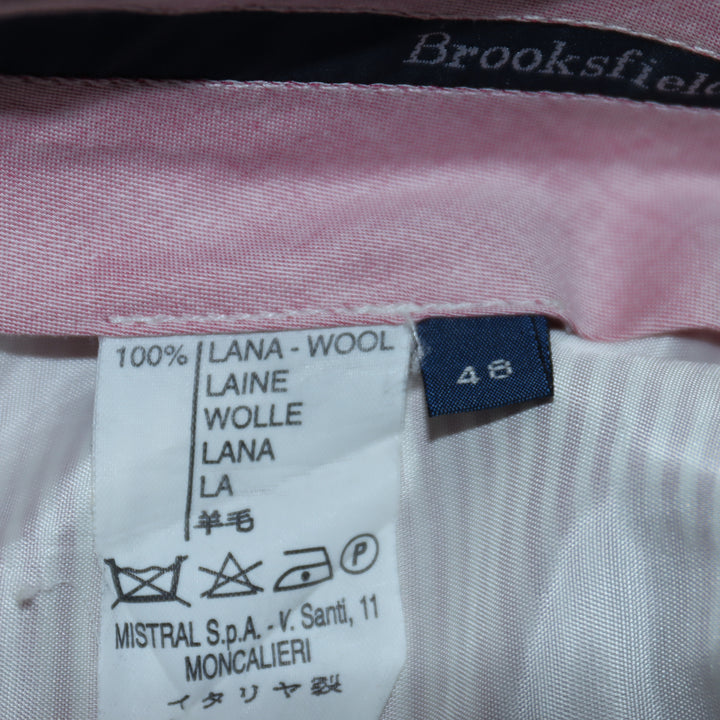 Brooksfield
100% LANA - WOOL
LAINE
WOLLE
LANA
LA
羊毛
48
P
MISTRAL S.p.A. - V. Santi, 11
MONCALIERI
イタリヤ製